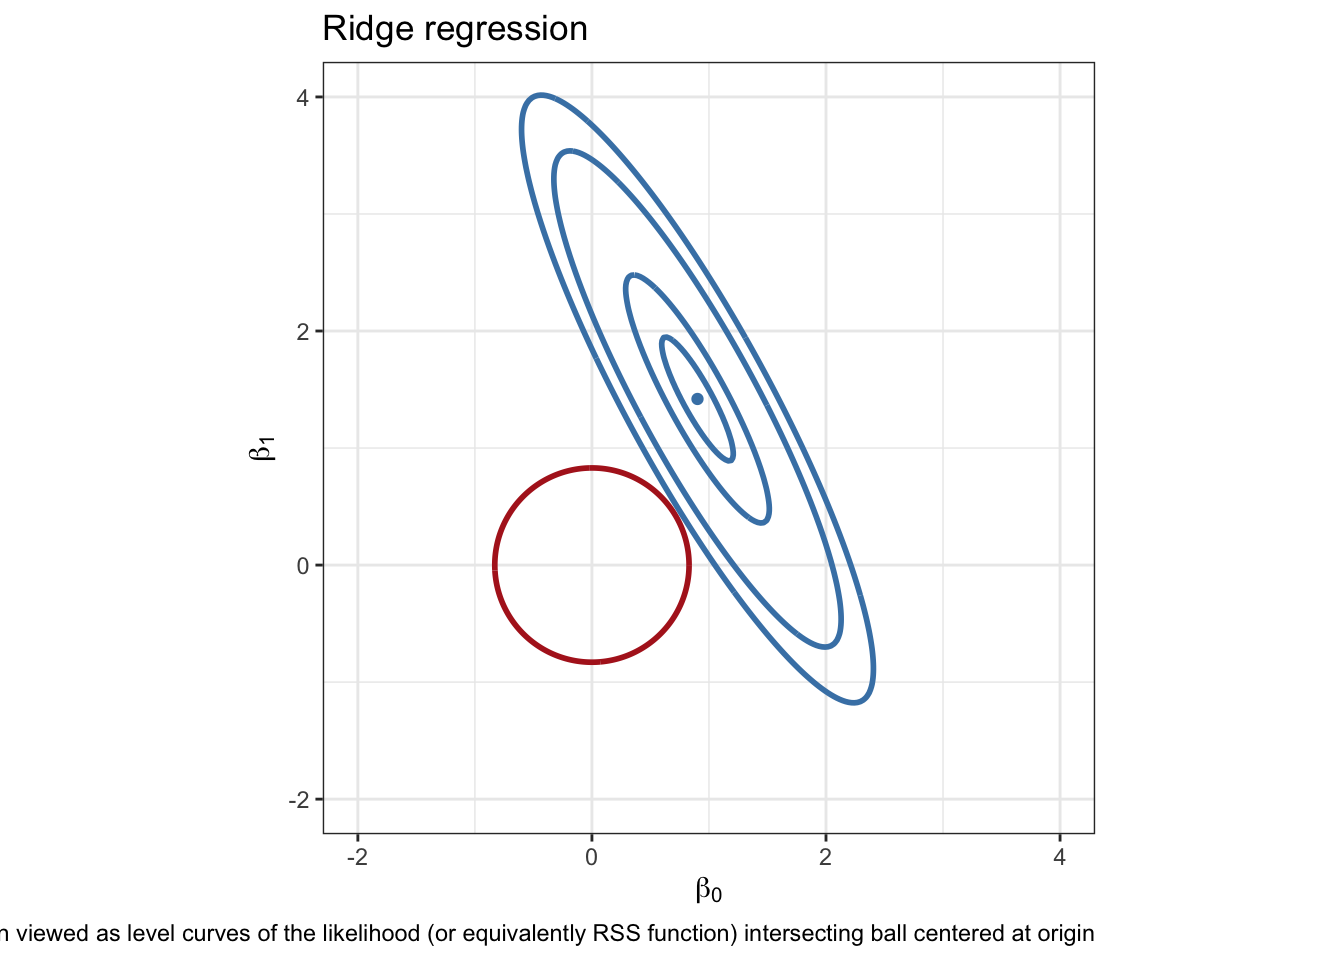 Ridge regression
4
2
0
-2
β1
-2
0
2
4
β0
viewed as level curves of the likelihood (or equivalently RSS function) intersecting ball centered at origin